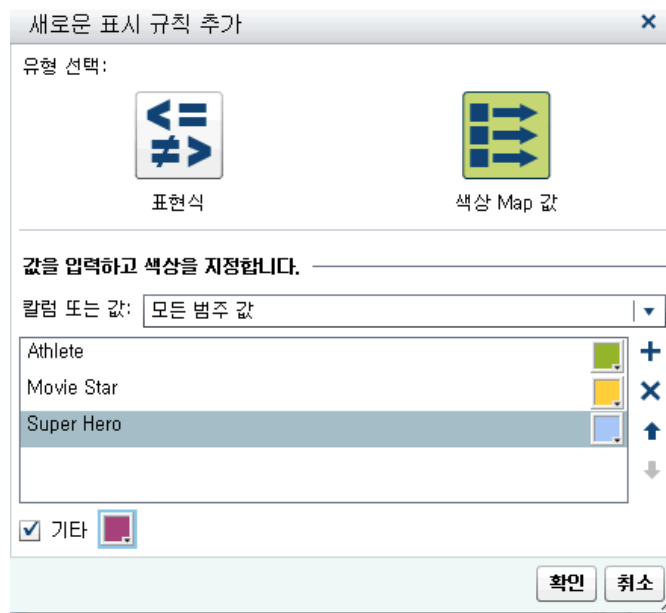 새로운 표시 규칙 추가
유형 선택:
표현식
색상 Map 값
값을 입력하고 색상을 지정합니다.
칼럼 또는 값: 모든 범주 값
Athlete
Movie Star
Super Hero
기타
확인 취소